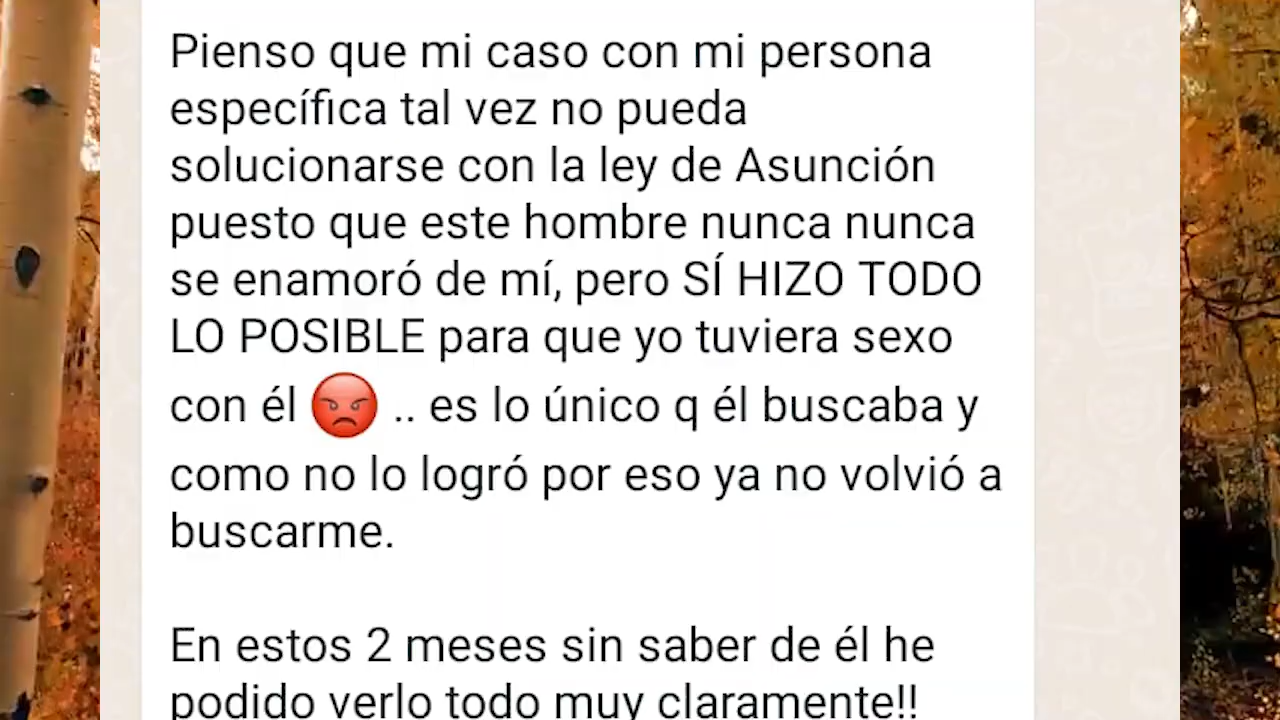 Pienso que mi caso con mi persona
específica tal vez no pueda
solucionarse con la ley de Asunción
puesto que este hombre nunca nunca
se enamoró de mí, pero SÍ HIZO TODO
LO POSIBLE para que yo tuviera sexo
con él 😡 .. es lo único q él buscaba y
como no lo logró por eso ya no volvió a
buscarme.
En estos 2 meses sin saber de él he
podido verlo todo muy claramente!!